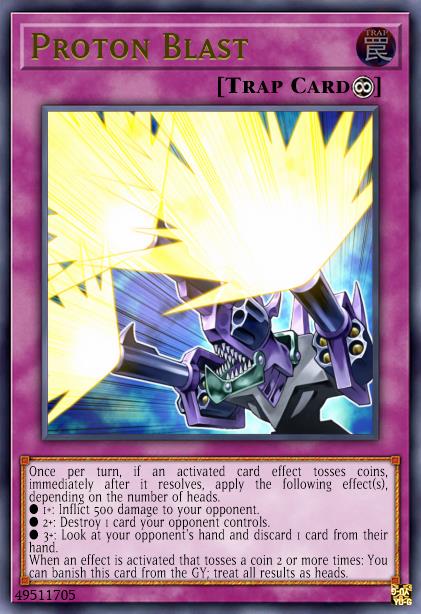 PROTON BLAST
TRAP
罠
[TRAP CARD]
Once per turn, if an activated card effect tosses coins,
immediately after it resolves, apply the following effect(s),
depending on the number of heads.
● 1+: Inflict 500 damage to your opponent.
● 2+: Destroy 1 card your opponent controls.
● 3+: Look at your opponent's hand and discard 1 card from their
hand.
When an effect is activated that tosses a coin 2 or more times: You
can banish this card from the GY; treat all results as heads.
49511705